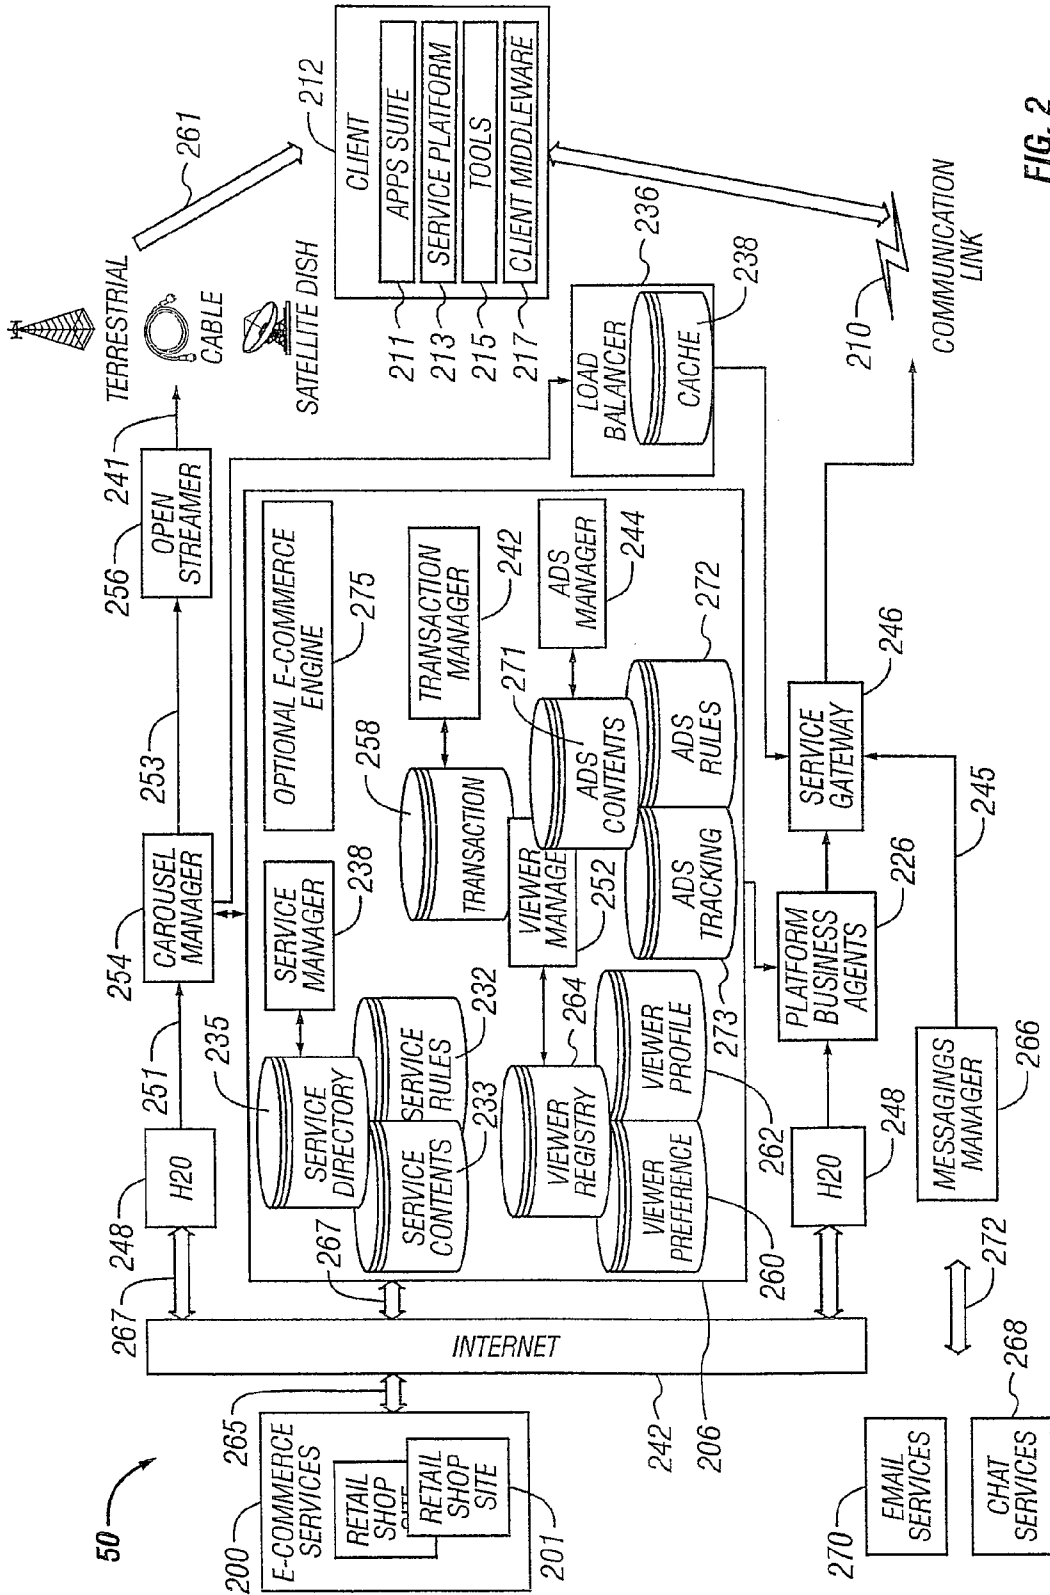 50
200
E-COMMERCE
SERVICES
RETAIL
SHOP
SITE
RETAIL
SHOP
SITE
201
265
INTERNET
242
267
248
H20
251
254
CAROUSEL
MANAGER
253
256
OPEN
STREAMER
241
TERRESTRIAL
CABLE
SATELLITE DISH
261
CLIENT
212
APPS SUITE
SERVICE PLATFORM
TOOLS
CLIENT MIDDLEWARE
211
213
215
217
235
SERVICE
DIRECTORY
SERVICE
MANAGER
238
SERVICE
CONTENTS
SERVICE
RULES
232
233
267
OPTIONAL E-COMMERCE
ENGINE
275
258
TRANSACTION
TRANSACTION
MANAGER
242
VIEWER
REGISTRY
264
VIEWER
MANAGE
252
VIEWER
PREFERENCE
VIEWER
PROFILE
260
262
271
ADS
CONTENTS
ADS
MANAGER
244
ADS
TRACKING
ADS
RULES
272
273
206
LOAD
BALANCER
236
CACHE
238
H20
248
PLATFORM
BUSINESS
AGENTS
226
SERVICE
GATEWAY
246
245
210
COMMUNICATION
LINK
MESSAGINGS
MANAGER
266
272
270
EMAIL
SERVICES
CHAT
SERVICES
268
FIG. 2